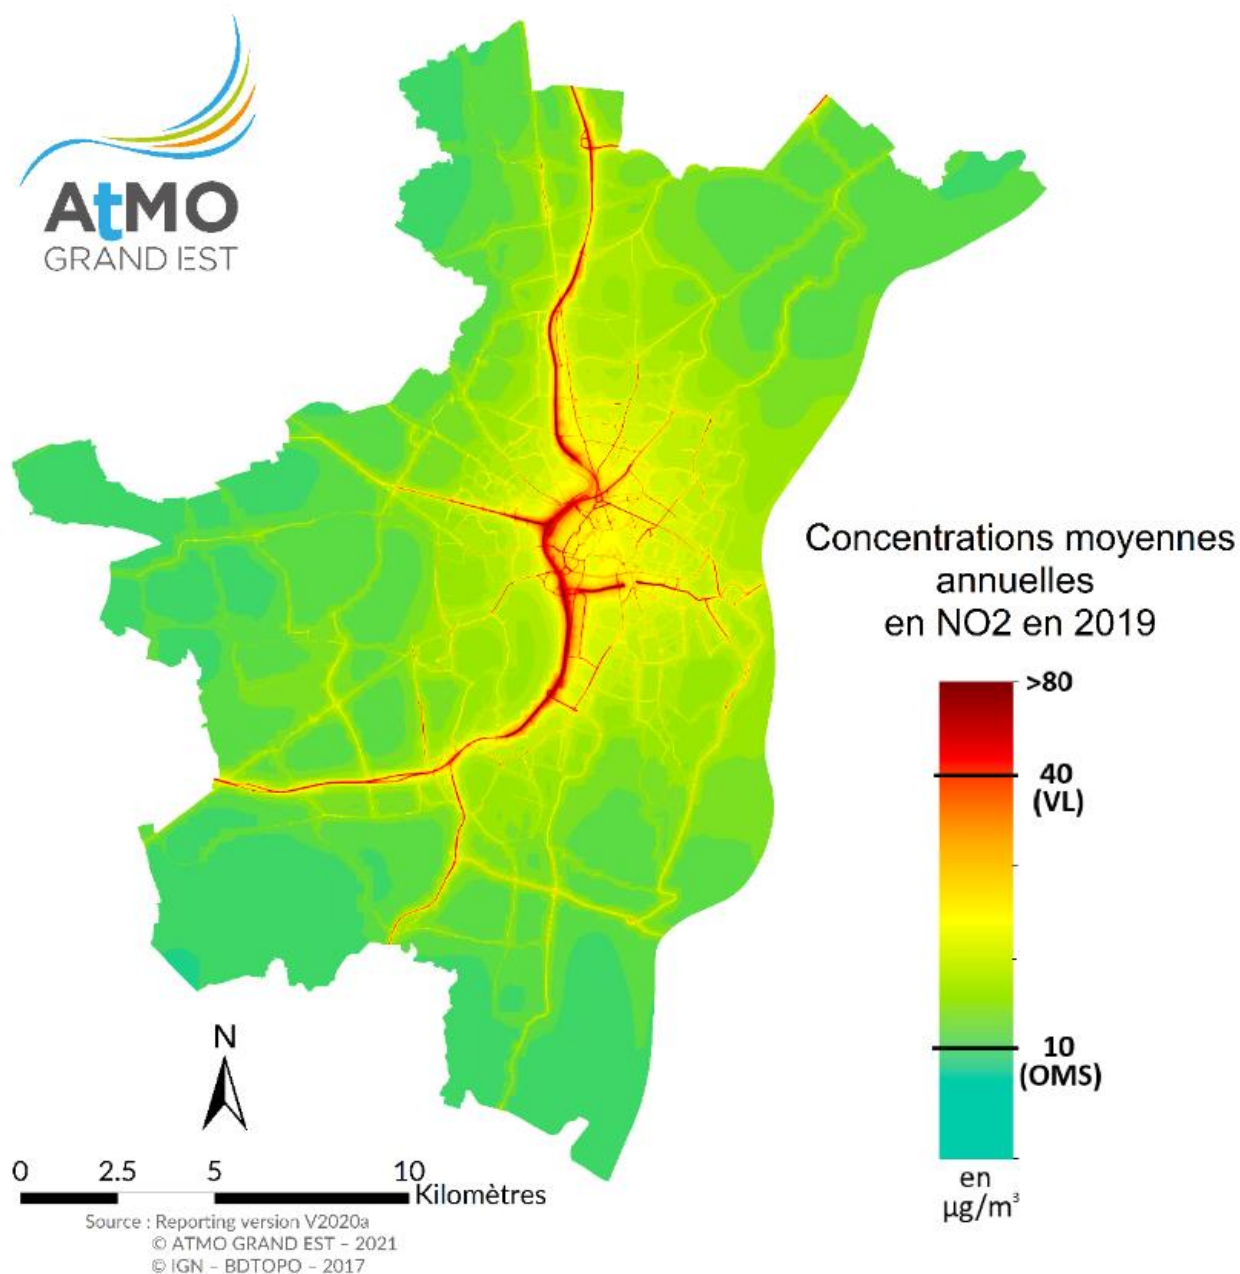 AtMO
GRAND EST
Concentrations moyennes
annuelles
en NO2 en 2019
>80
40
(VL)
10
(OMS)
en
µg/m³
N
0 2.5 5 10
Kilomètres
Source : Reporting version V2020a
© ATMO GRAND EST – 2021
© IGN – BDTOPO – 2017